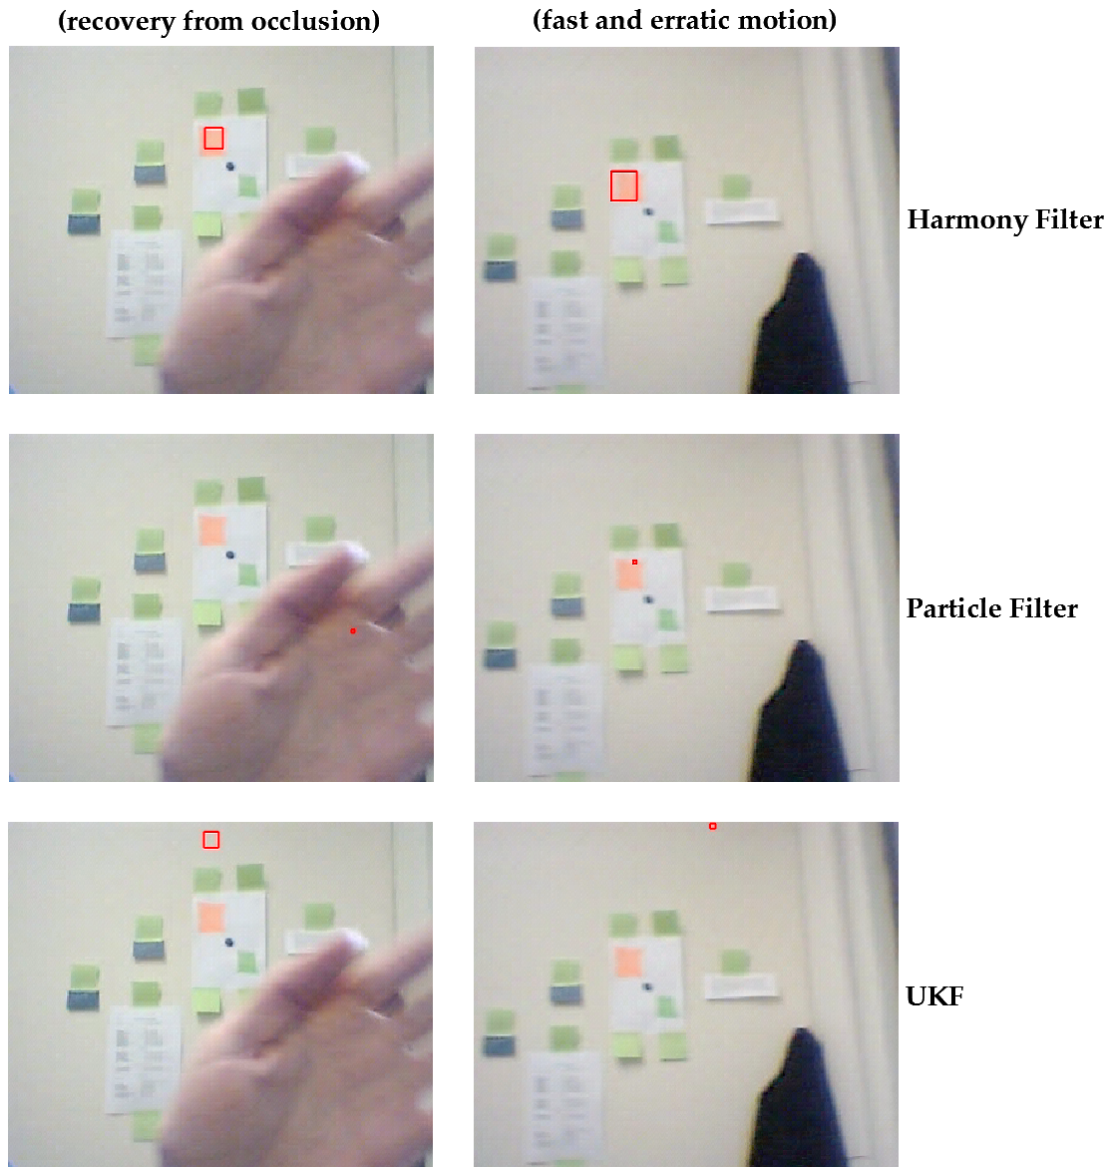 (recovery from occlusion)
(fast and erratic motion)
Harmony Filter
Particle Filter
UKF